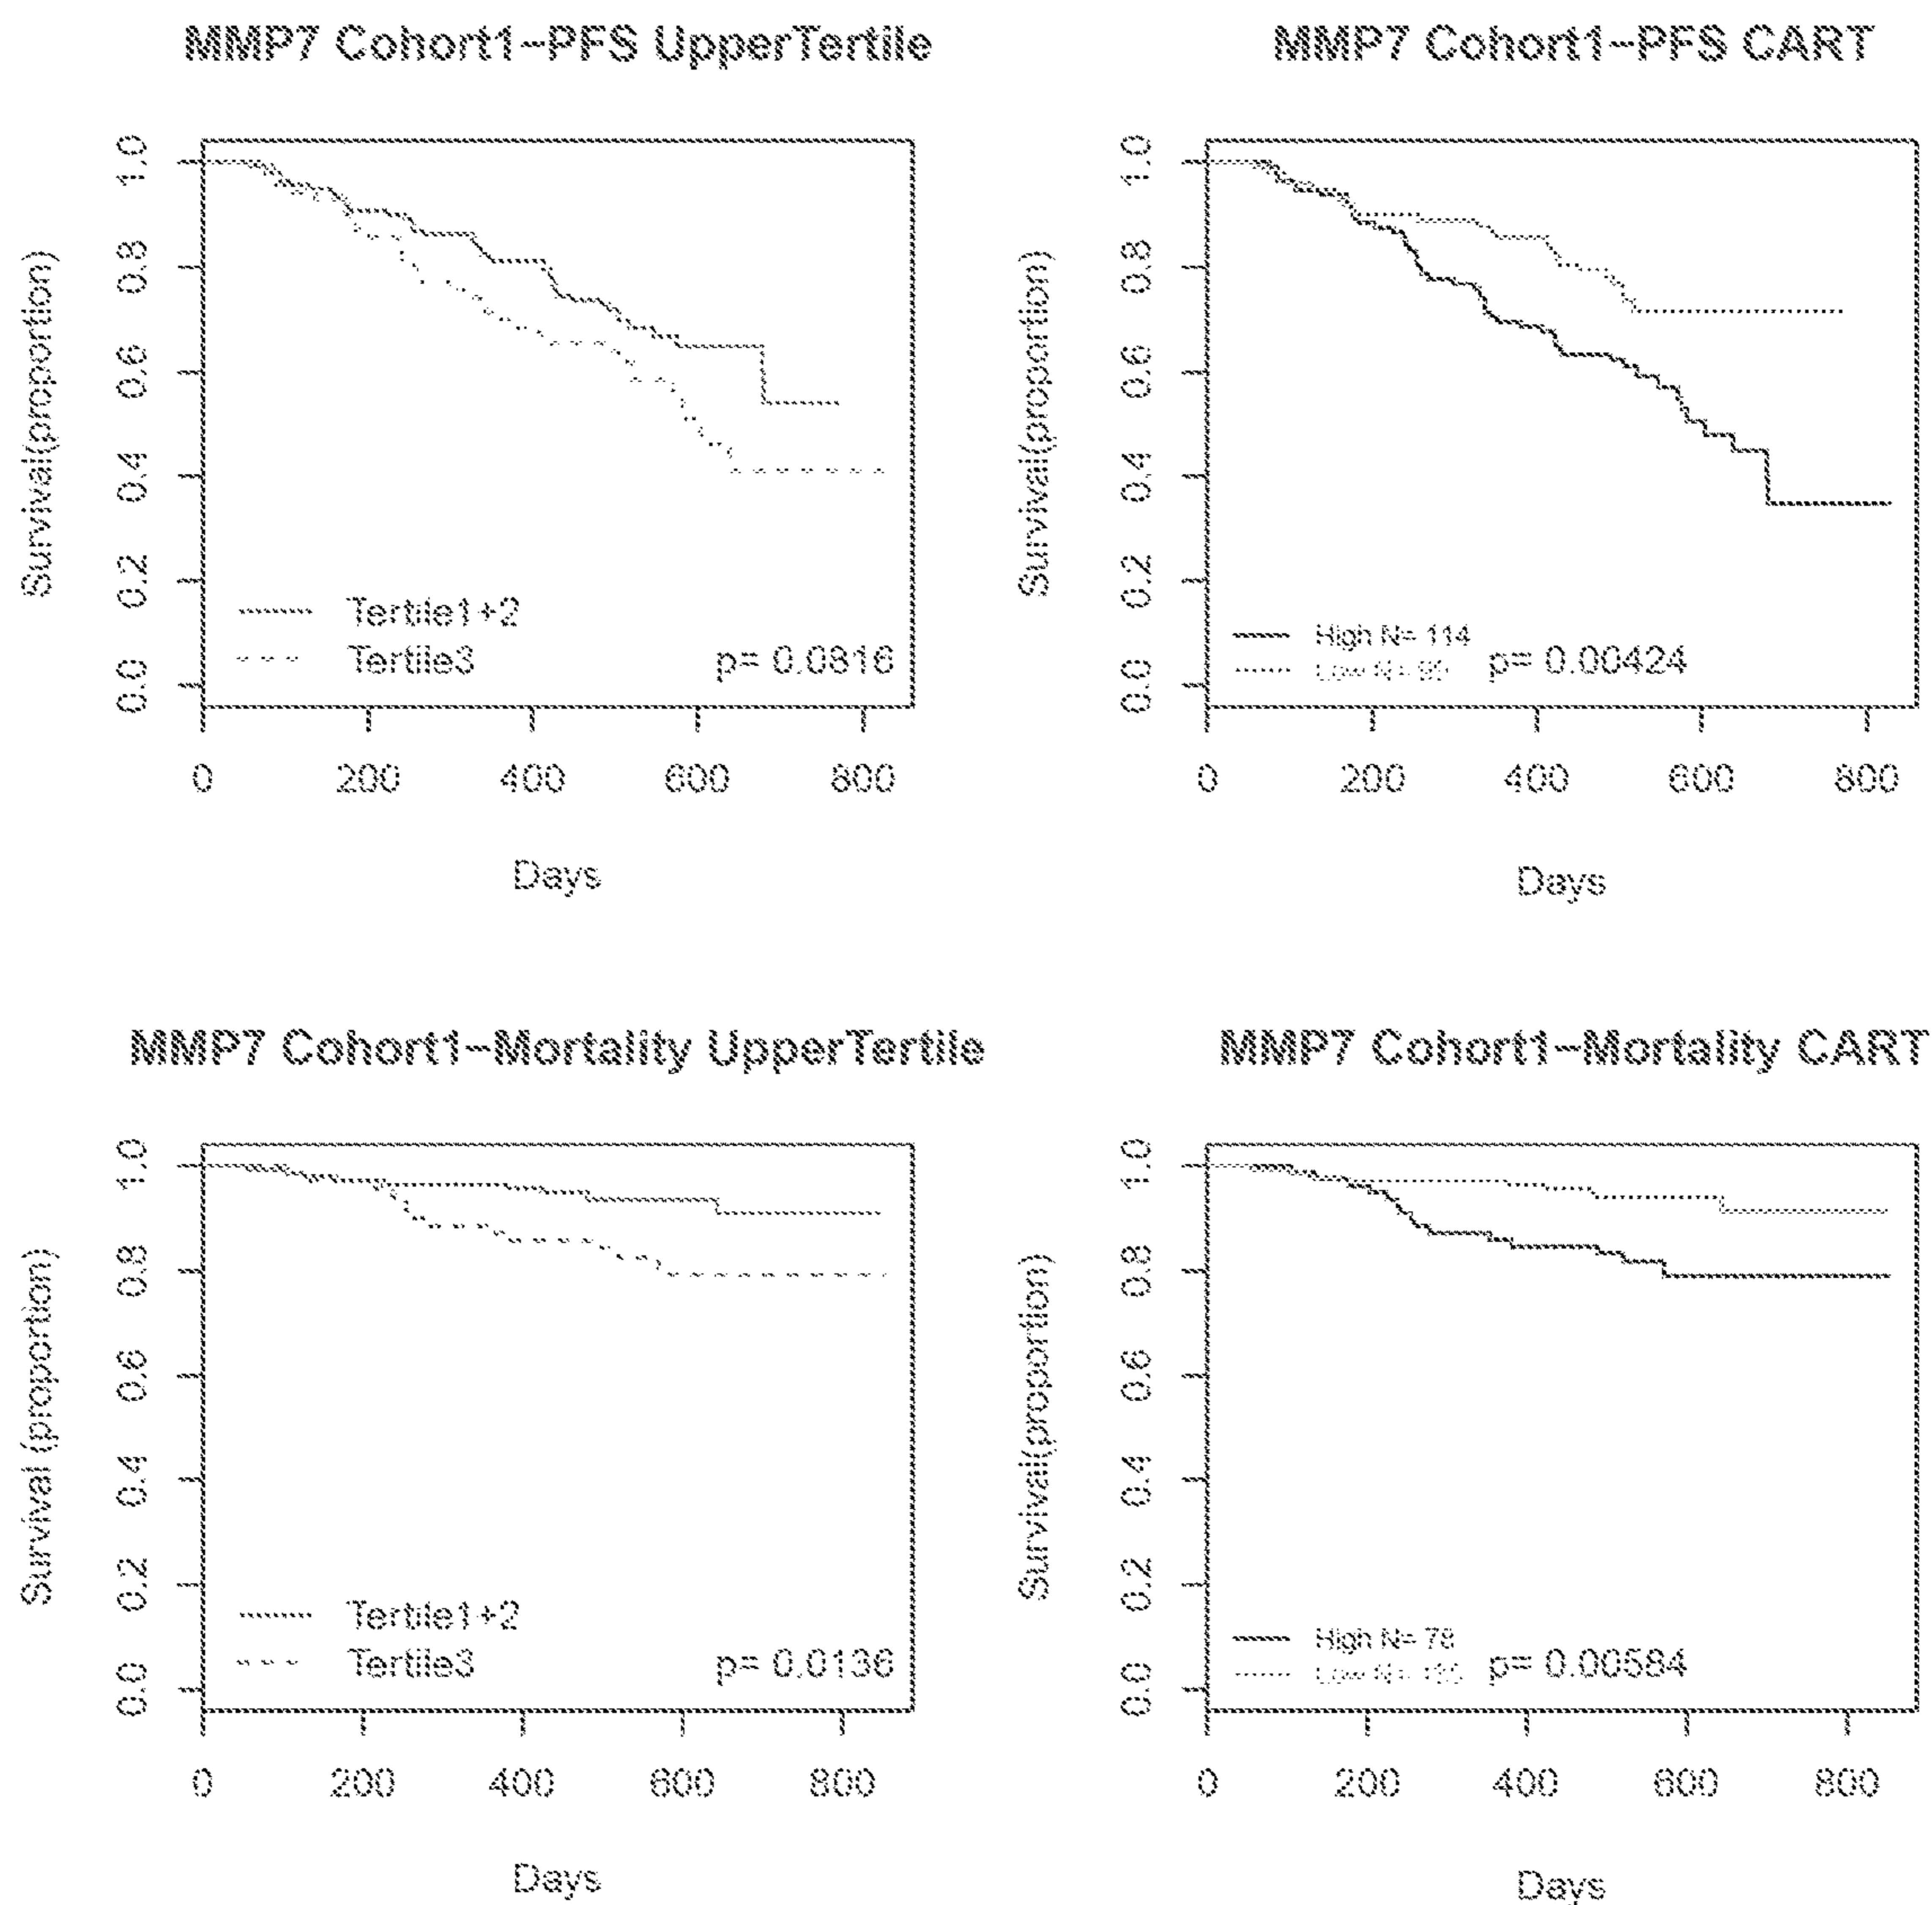 MMP7 Cohort1-PFS UpperTertile
Survival(proportion)
1.0
0.8
0.6
0.4
0.2
0.0
Tertile1+2
Tertile3
p= 0.0816
0 200 400 600 800
Days
MMP7 Cohort1-PFS CART
Survival(proportion)
1.0
0.8
0.6
0.4
0.2
0.0
High N= 114
Low N=
p= 0.00424
0 200 400 600 800
Days
MMP7 Cohort1-Mortality UpperTertile
Survival (proportion)
1.0
0.8
0.6
0.4
0.2
0.0
Tertile1+2
Tertile3
p= 0.0136
0 200 400 600 800
Days
MMP7 Cohort1-Mortality CART
Survival(proportion)
1.0
0.8
0.6
0.4
0.2
0.0
High N= 78
Low N=
p= 0.00584
0 200 400 600 800
Days